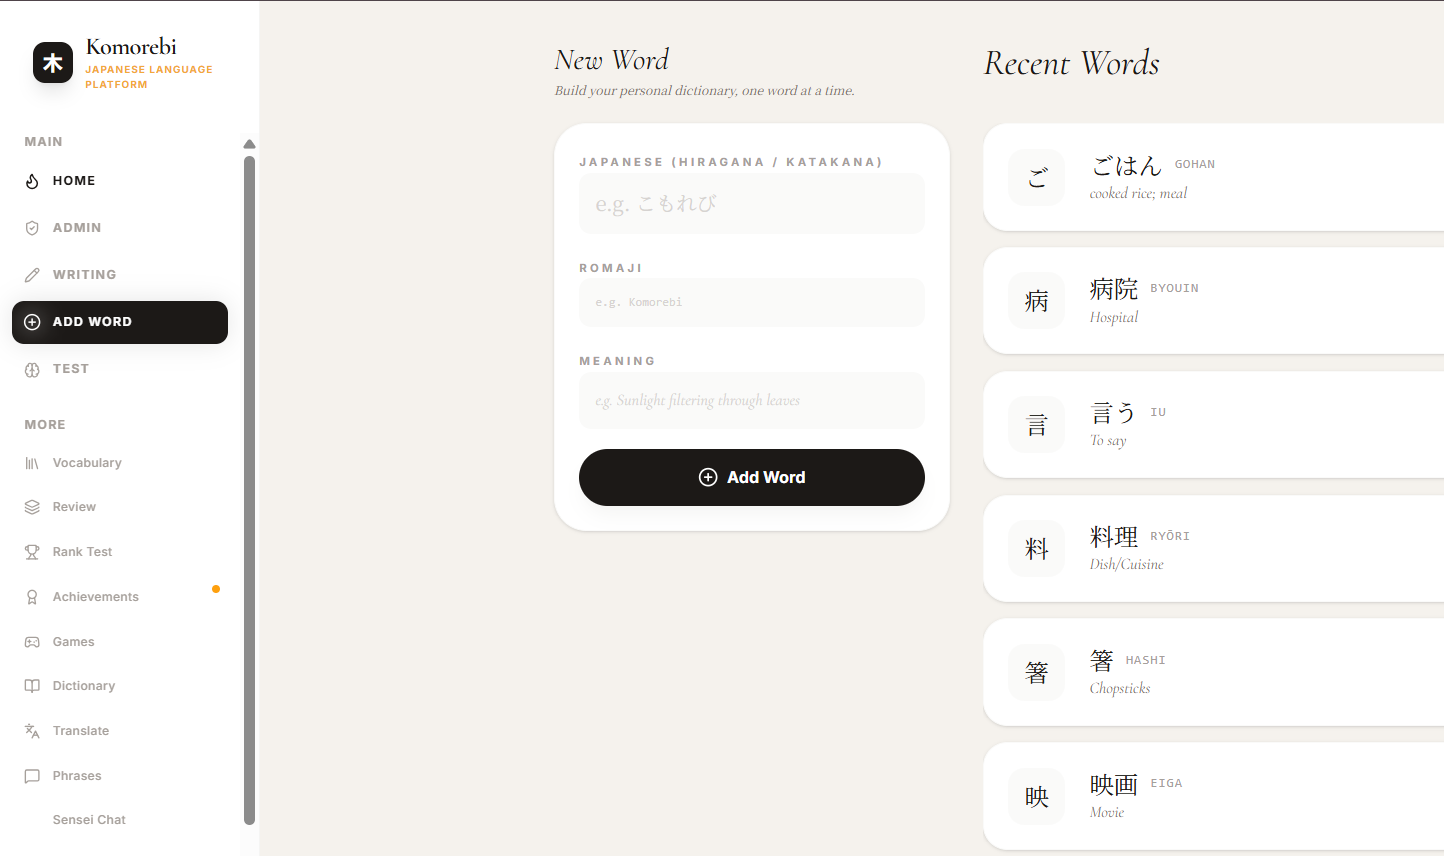 木
Komorebi
JAPANESE LANGUAGE
PLATFORM
MAIN
HOME
ADMIN
WRITING
ADD WORD
TEST
MORE
Vocabulary
Review
Rank Test
Achievements
Games
Dictionary
Translate
Phrases
Sensei Chat
New Word
Build your personal dictionary, one word at a time.
JAPANESE (HIRAGANA / KATAKANA)
e.g. こもれび
ROMAJI
e.g. Komorebi
MEANING
e.g. Sunlight filtering through leaves
Add Word
Recent Words
ご
ごはん GOHAN
cooked rice; meal
病
病院 BYOUIN
Hospital
言
言う IU
To say
料
料理 RYŌRI
Dish/Cuisine
箸
箸 HASHI
Chopsticks
映
映画 EIGA
Movie